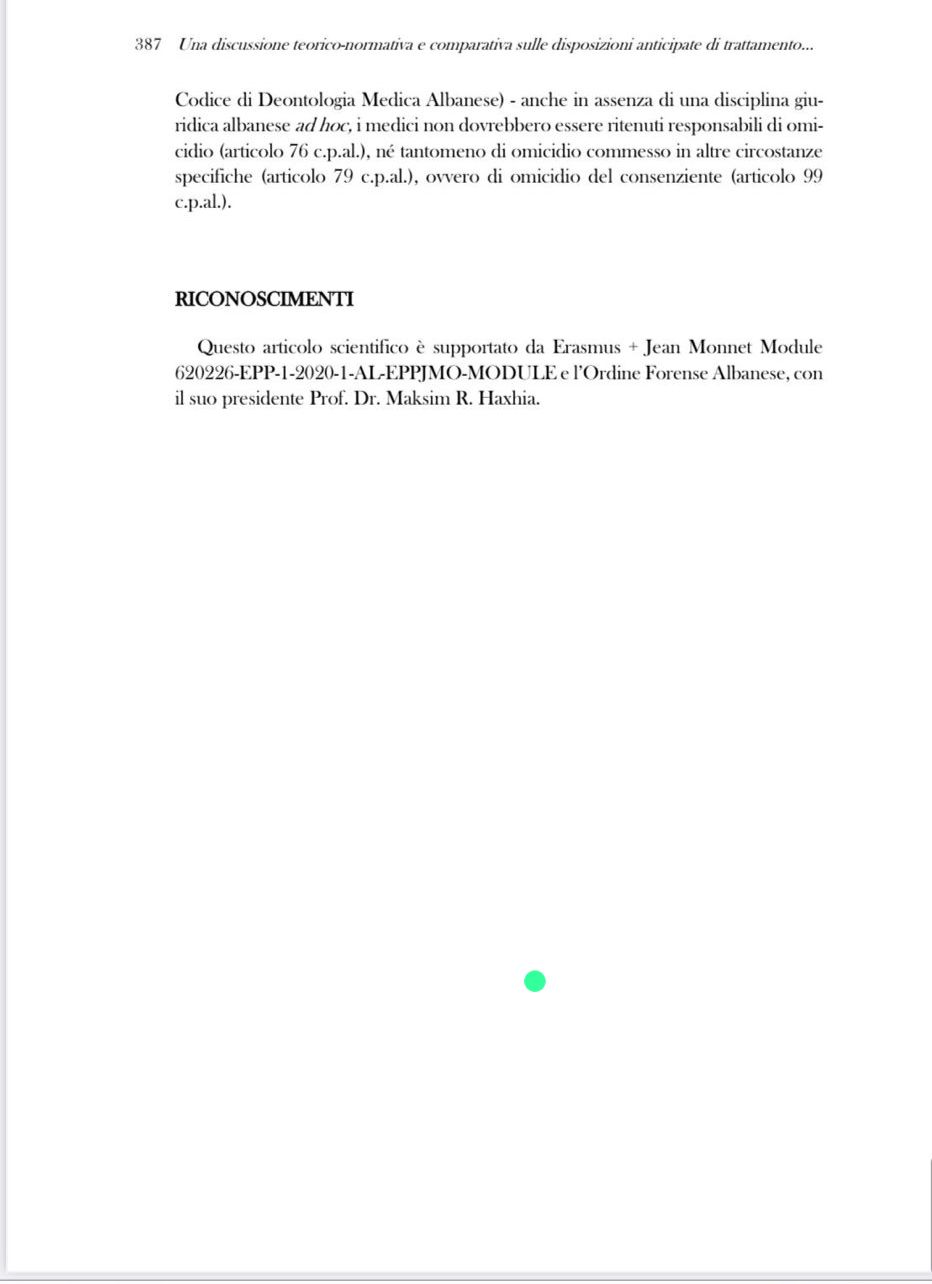 387 Una discussione teorico-normativa e comparativa sulle disposizioni anticipate di trattamento...
Codice di Deontologia Medica Albanese) - anche in assenza di una disciplina giu-
ridica albanese ad hoc, i medici non dovrebbero essere ritenuti responsabili di omi-
cidio (articolo 76 c.p.al.), né tantomeno di omicidio commesso in altre circostanze
specifiche (articolo 79 c.p.al.), ovvero di omicidio del consenziente (articolo 99
c.p.al.).
RICONOSCIMENTI
Questo articolo scientifico è supportato da Erasmus + Jean Monnet Module
620226-EPP-1-2020-1-AL-EPPJMO-MODULE e l'Ordine Forense Albanese, con
il suo presidente Prof. Dr. Maksim R. Haxhia.